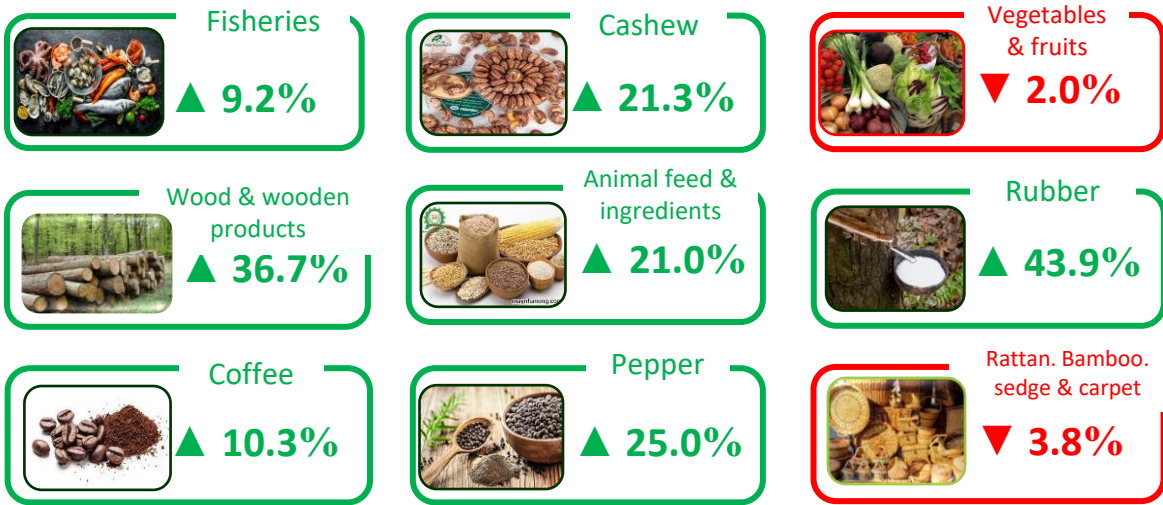 Fisheries
▲ 9.2%
Cashew
▲ 21.3%
Vegetables
& fruits
▼ 2.0%
Wood & wooden
products
▲ 36.7%
Animal feed &
ingredients
▲ 21.0%
Rubber
▲ 43.9%
Coffee
▲ 10.3%
Pepper
▲ 25.0%
Rattan. Bamboo.
sedge & carpet
▼ 3.8%